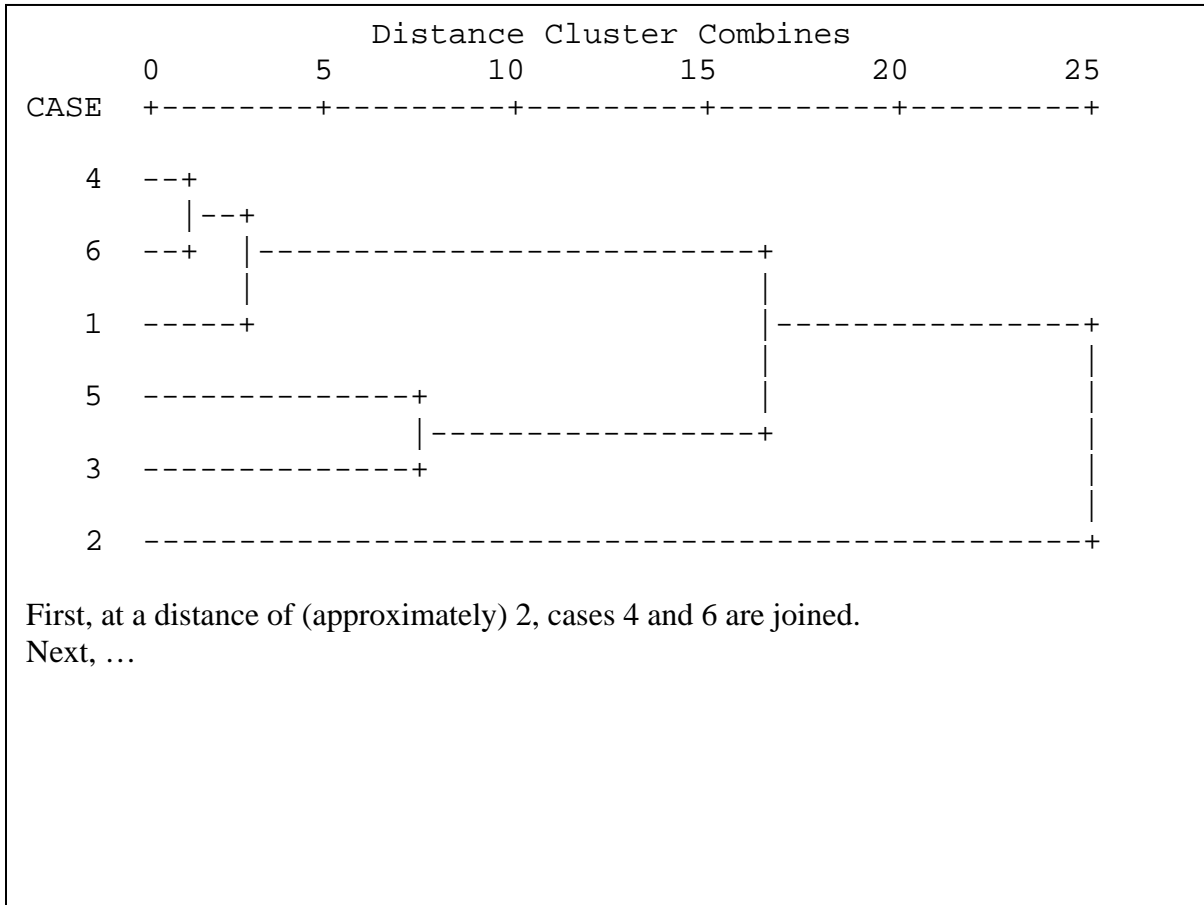 Distance Cluster Combines
      0        5         10        15        20        25
CASE  +--------+---------+---------+---------+---------+

   4  --+
        |--+
   6  --+  |--------------------------+
           |                          |
   1  -----+                          |----------------+
                                      |                |
   5  --------------+                 |                |
                    |-----------------+                |
   3  --------------+                                  |
                                                       |
   2  -------------------------------------------------+

First, at a distance of (approximately) 2, cases 4 and 6 are joined.
Next, …